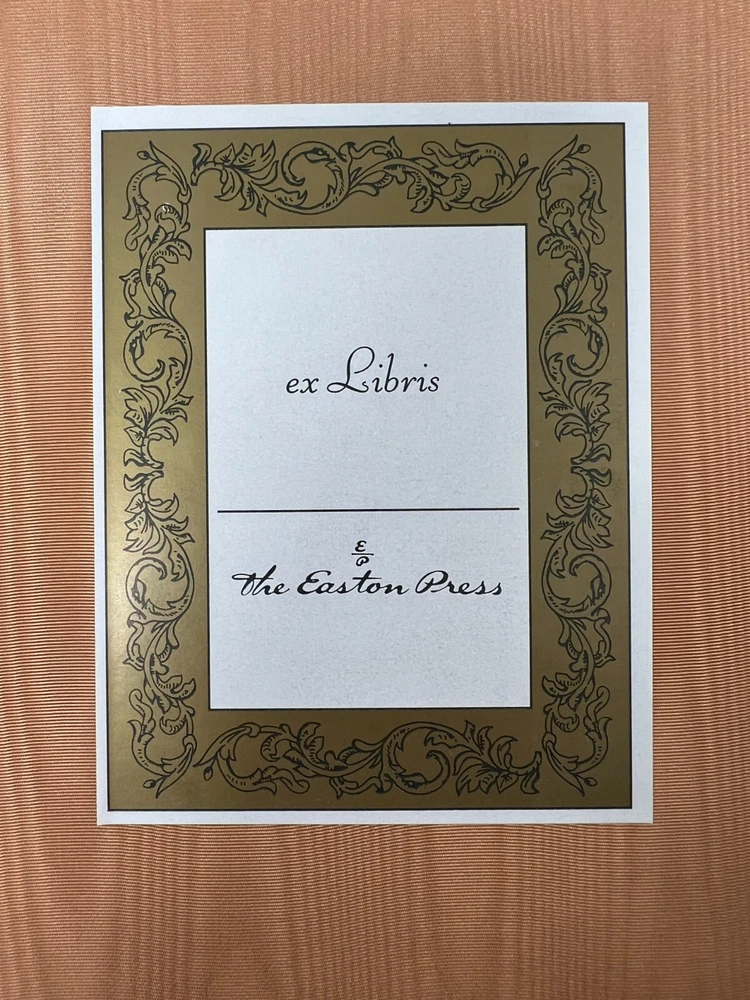 ex Libris
E
P
the Easton Press